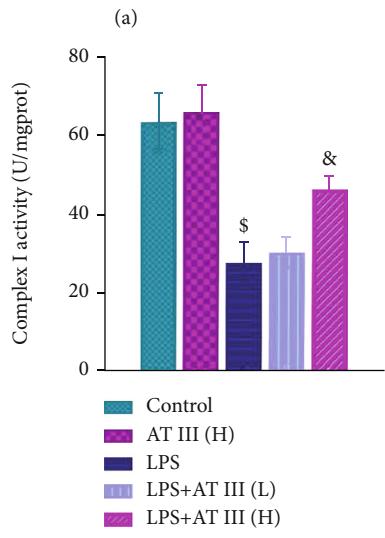 (a)
Complex I activity (U/mgprot)
80
60
40
20
0
$
&
Control
AT III (H)
LPS
LPS+AT III (L)
LPS+AT III (H)